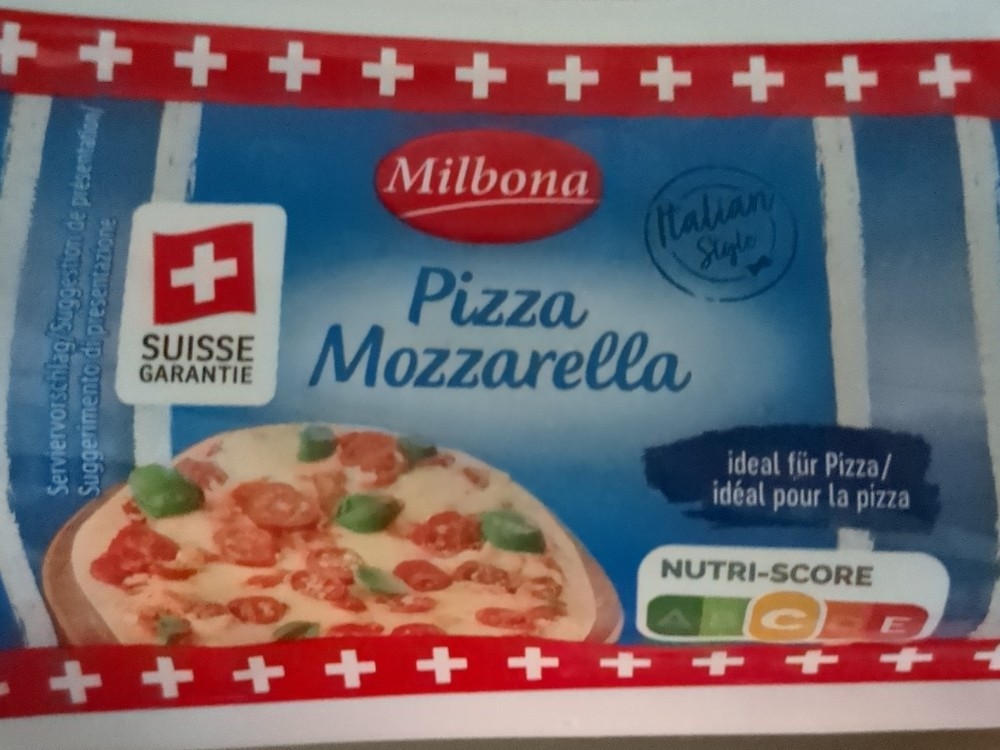 Milbona
Italian
Style
Pizza
Mozzarella
SUISSE
GARANTIE
Serviervorschlag/Suggestion de présentation/
Suggerimento di presentazione
ideal für Pizza/
idéal pour la pizza
NUTRI-SCORE
A B C D E